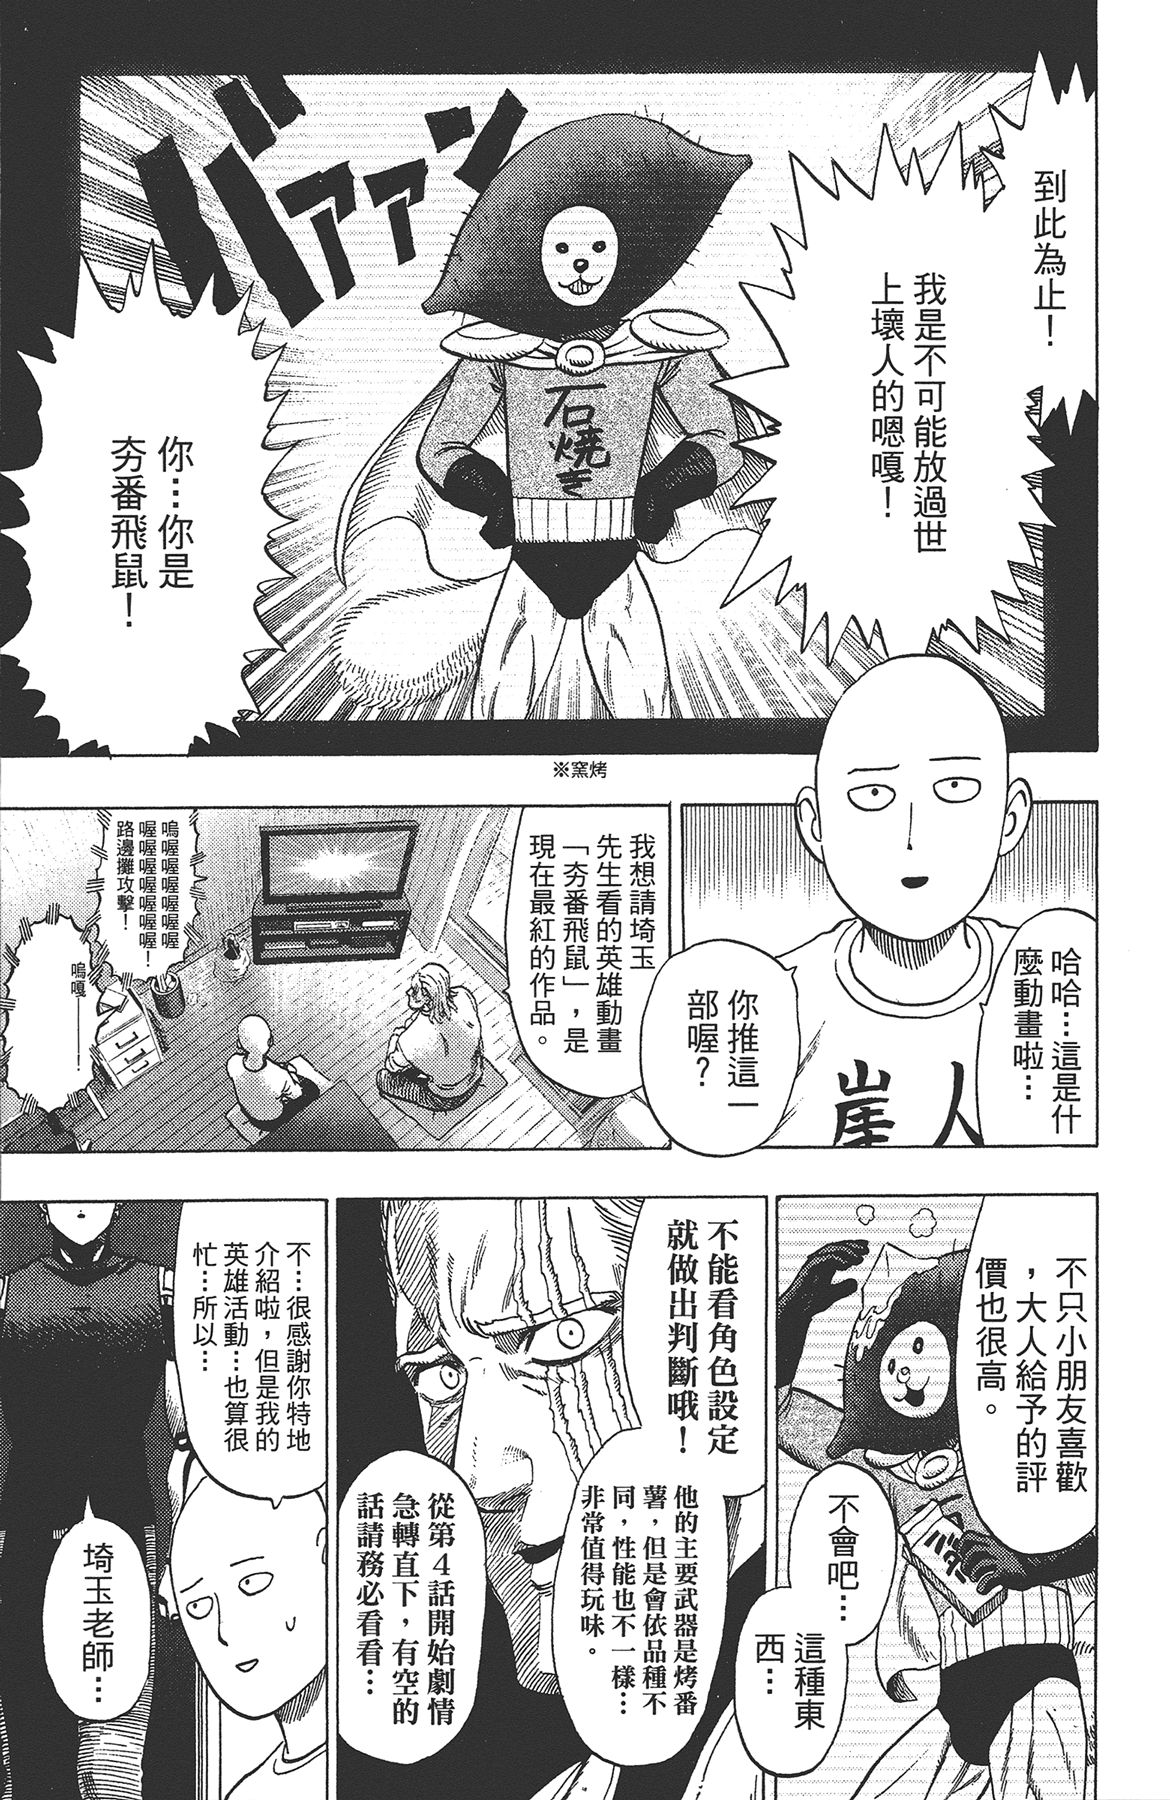 到此為止！
我是不可能放過世
上壞人的嗯嘎！
バァァン
石焼き
你…你是
夯番飛鼠！
※窯烤
哈哈…這是什
麼動畫啦…
你推這一
部喔？
我想請埼玉
先生看的英雄動畫
「夯番飛鼠」，是
現在最紅的作品。
嗚喔喔喔喔喔喔
喔喔喔喔喔喔喔！
路邊攤攻擊！
嗚嘎──
不只小朋友喜歡
，大人給予的評
價也很高。
不會吧…
這種東
西…
不能看角色設定
就做出判斷哦！
他的主要武器是烤番
薯，但是會依品種不
同，性能也不一樣…
非常值得玩味。
從第４話開始劇情
急轉直下，有空的
話請務必看看…
不…很感謝你特地
介紹啦，但是我的
英雄活動…也算很
忙…所以…
埼玉老師…